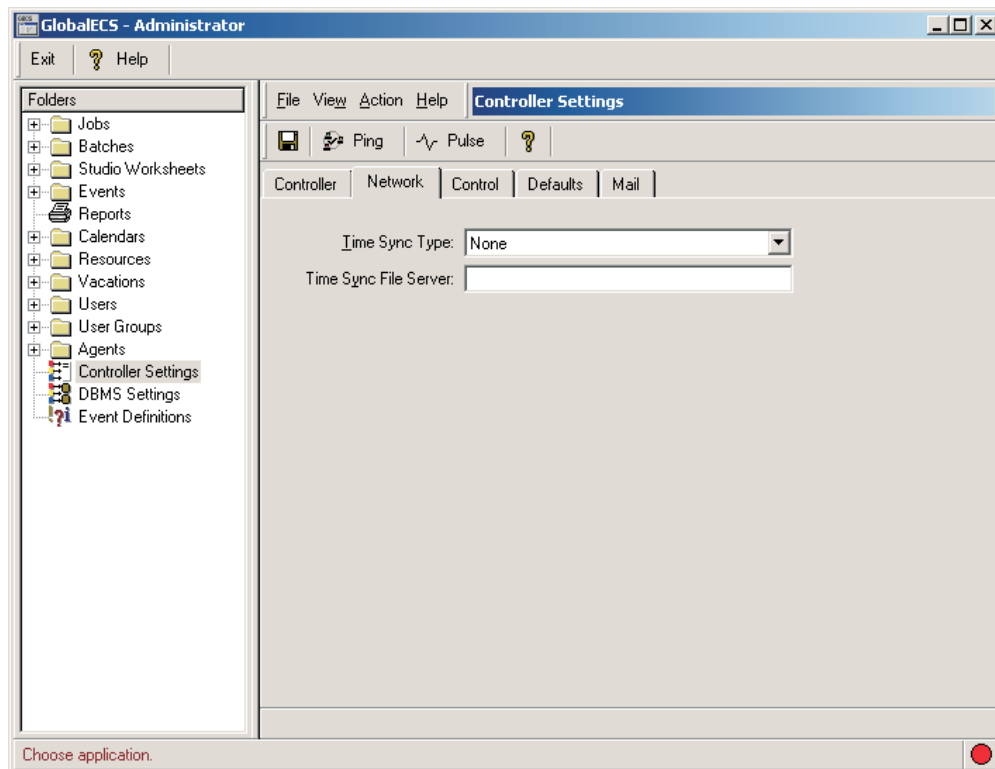 GlobalECS - Administrator
Exit Help
Folders
Jobs
Batches
Studio Worksheets
Events
Reports
Calendars
Resources
Vacations
Users
User Groups
Agents
Controller Settings
DBMS Settings
Event Definitions
File View Action Help Controller Settings
Ping Pulse
Controller Network Control Defaults Mail
Time Sync Type: None
Time Sync File Server:
Choose application.